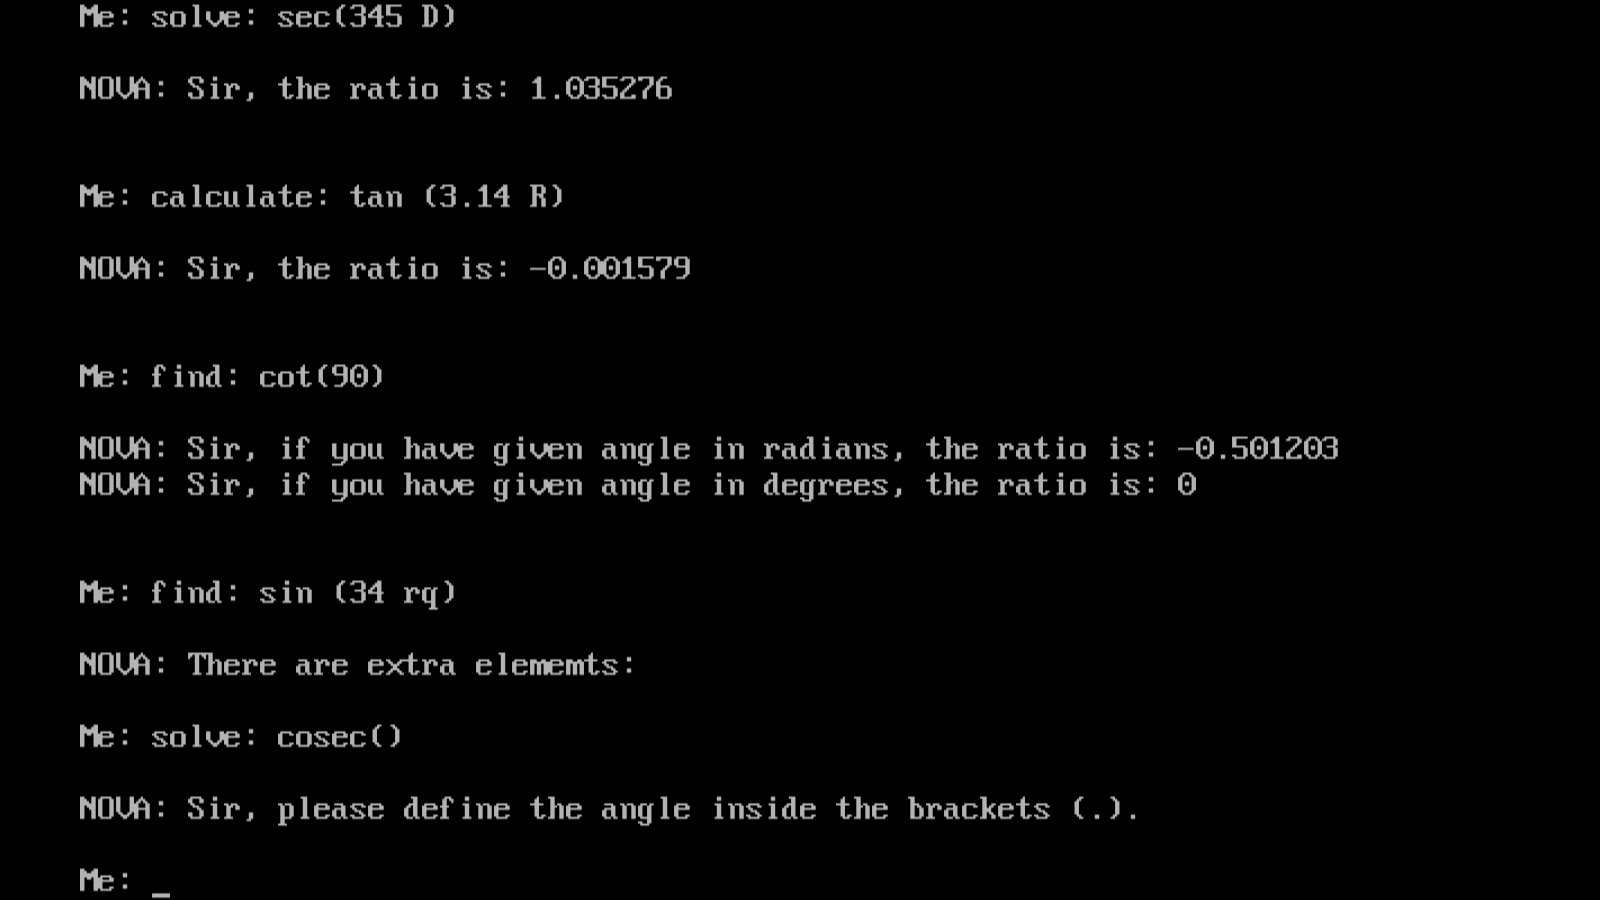 Me: solve: sec(345 D)
NOVA: Sir, the ratio is: 1.035276
Me: calculate: tan (3.14 R)
NOVA: Sir, the ratio is: -0.001579
Me: find: cot(90)
NOVA: Sir, if you have given angle in radians, the ratio is: -0.501203
NOVA: Sir, if you have given angle in degrees, the ratio is: 0
Me: find: sin (34 rq)
NOVA: There are extra elememts:
Me: solve: cosec()
NOVA: Sir, please define the angle inside the brackets (.).
Me: _